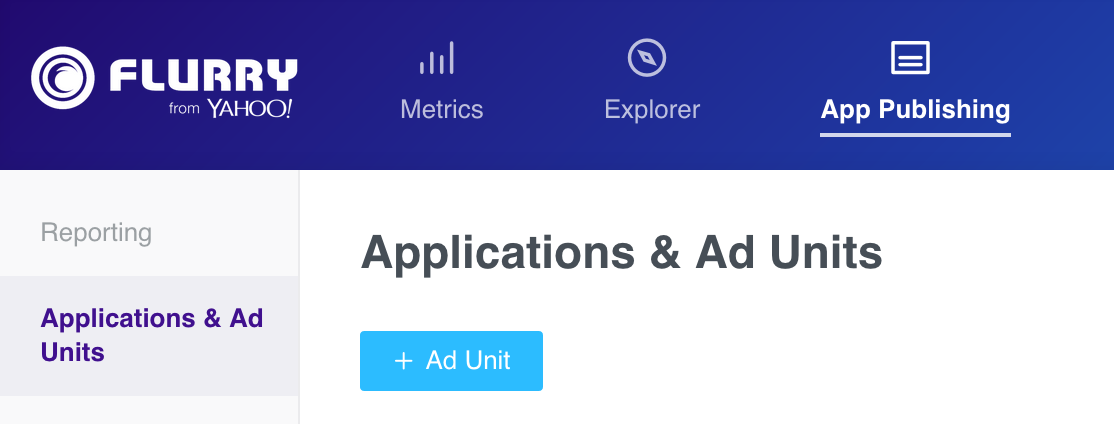 FLURRY
from YAHOO!
Metrics
Explorer
App Publishing
Reporting
Applications & Ad
Units
Applications & Ad Units
+ Ad Unit